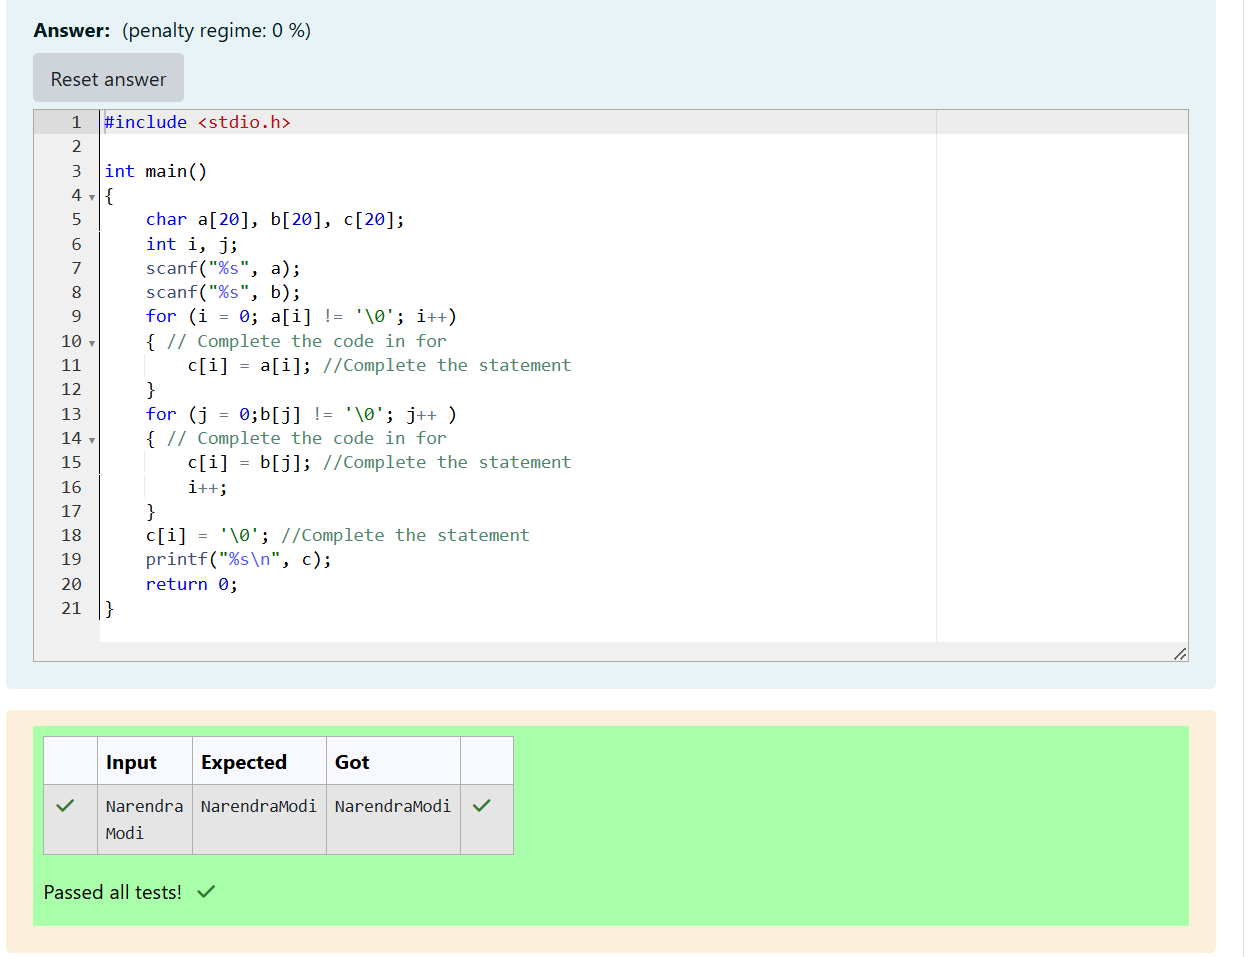 Answer: (penalty regime: 0 %)
Reset answer
1 #include <stdio.h>
2
3 int main()
4 {
5     char a[20], b[20], c[20];
6     int i, j;
7     scanf("%s", a);
8     scanf("%s", b);
9     for (i = 0; a[i] != '\0'; i++)
10     { // Complete the code in for
11         c[i] = a[i]; //Complete the statement
12     }
13     for (j = 0;b[j] != '\0'; j++ )
14     { // Complete the code in for
15         c[i] = b[j]; //Complete the statement
16         i++;
17     }
18     c[i] = '\0'; //Complete the statement
19     printf("%s\n", c);
20     return 0;
21 }
Input Expected Got
Narendra NarendraModi NarendraModi
Modi
Passed all tests!